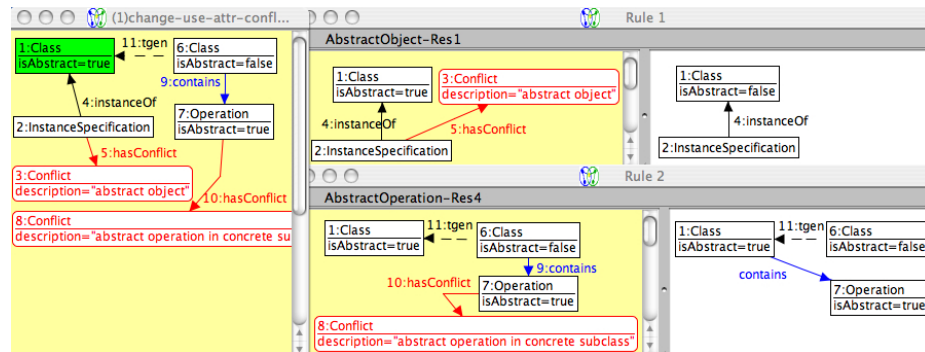 (1)change-use-attr-confl...
1:Class
isAbstract=true
11:tgen
6:Class
isAbstract=false
9:contains
4:instanceOf
7:Operation
isAbstract=true
2:InstanceSpecification
5:hasConflict
3:Conflict
description="abstract object"
10:hasConflict
8:Conflict
description="abstract operation in concrete su
Rule 1
AbstractObject-Res1
1:Class
isAbstract=true
3:Conflict
description="abstract object"
4:instanceOf
5:hasConflict
2:InstanceSpecification
1:Class
isAbstract=false
4:instanceOf
2:InstanceSpecification
Rule 2
AbstractOperation-Res4
1:Class
isAbstract=true
11:tgen
6:Class
isAbstract=false
9:contains
10:hasConflict
7:Operation
isAbstract=true
8:Conflict
description="abstract operation in concrete subclass"
1:Class
isAbstract=true
11:tgen
6:Class
isAbstract=false
contains
7:Operation
isAbstract=true